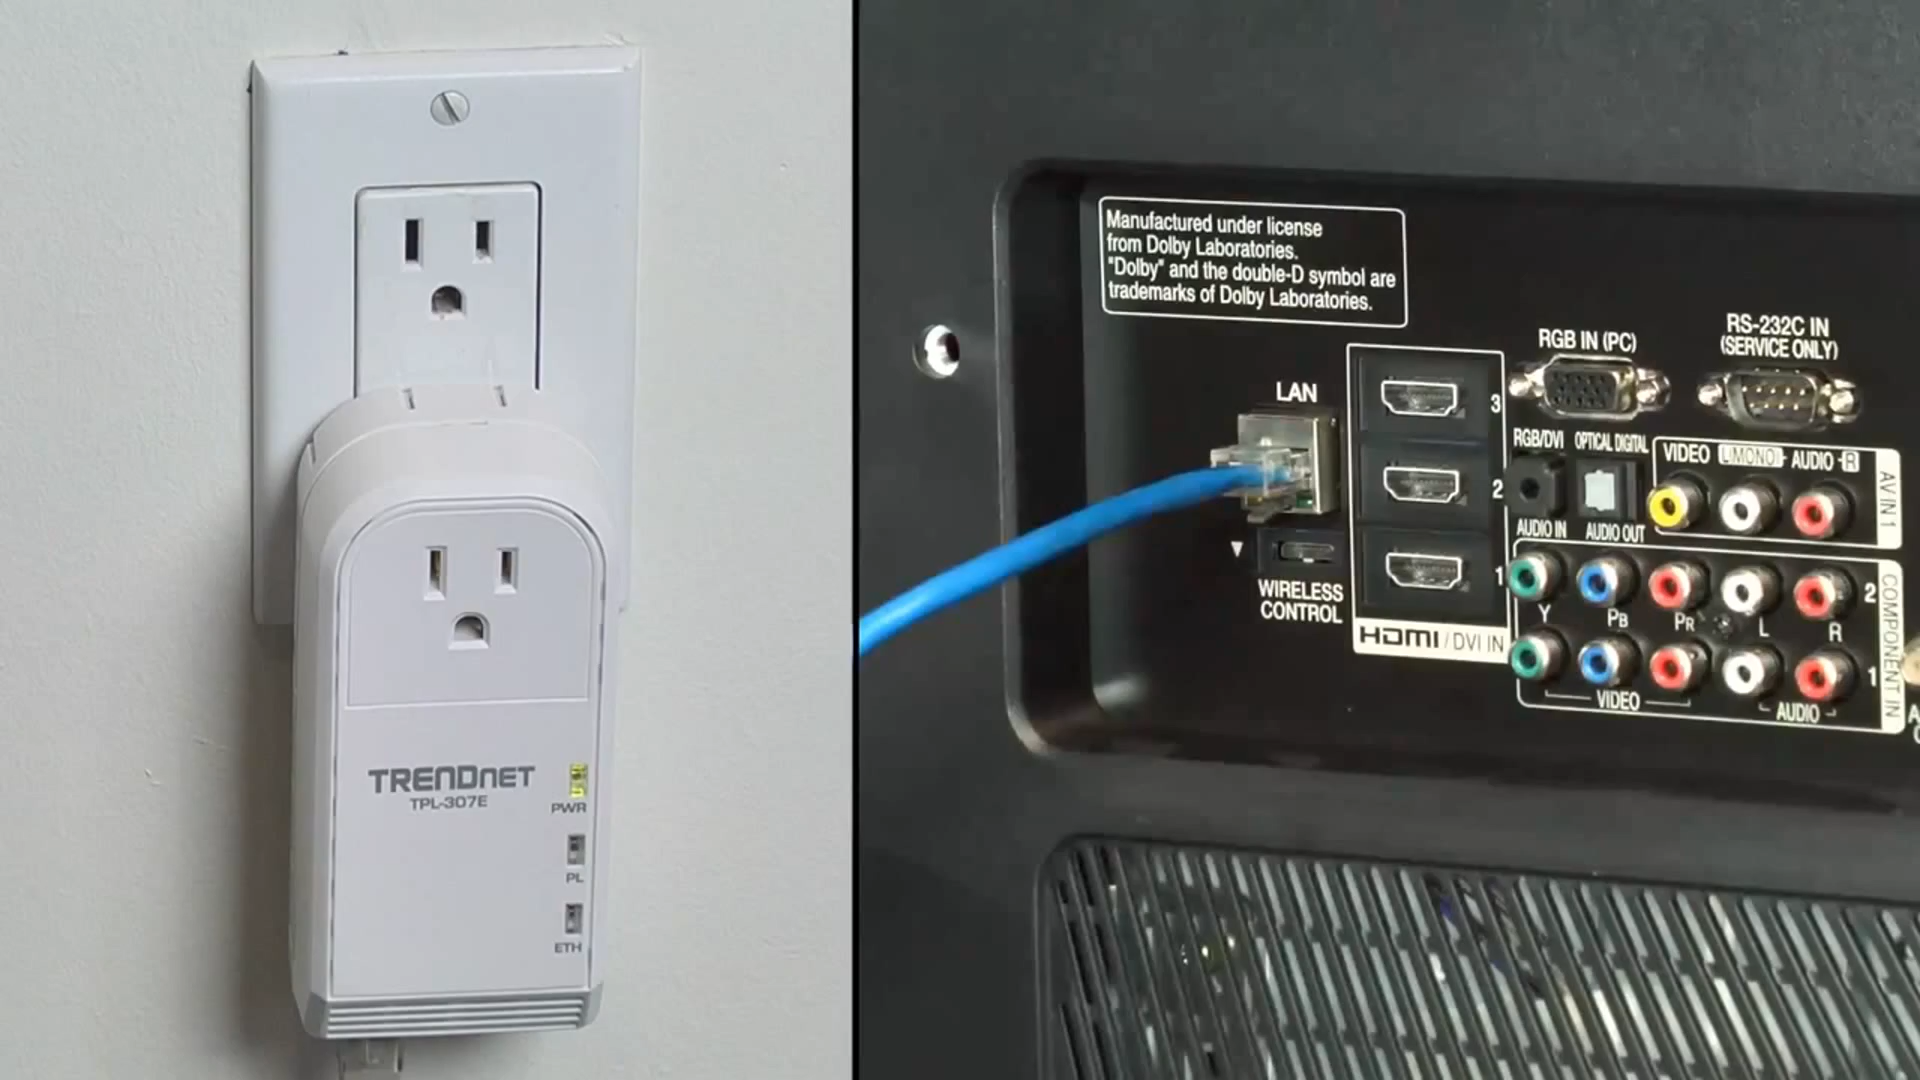 TRENDNET
TPL-307E
PWR
PL
ETH
Manufactured under license
from Dolby Laboratories.
"Dolby" and the double-D symbol are
trademarks of Dolby Laboratories.
LAN
WIRELESS
CONTROL
3
2
1
HDMI / DVI IN
RGB IN (PC)
RS-232C IN
(SERVICE ONLY)
RGB/DVI
AUDIO IN
OPTICAL DIGITAL
AUDIO OUT
VIDEO L(MONO)- AUDIO -R
AV IN 1
Y PB PR L R
2
1
VIDEO
AUDIO
COMPONENT IN